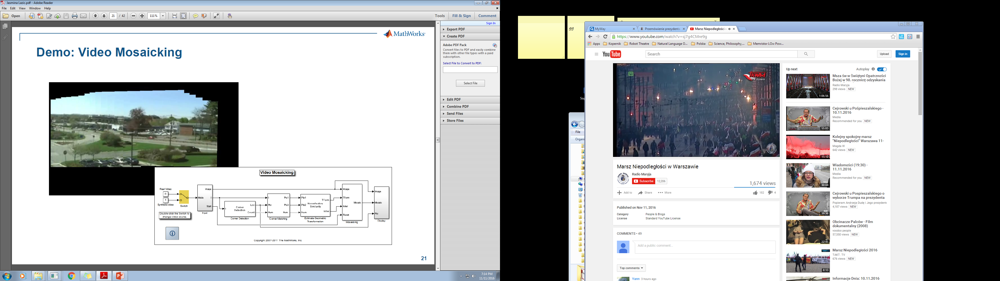 Jasmina Lazic.pdf - Adobe Reader
File Edit View Window Help
Open 21 / 42 111% Tools Fill & Sign Comment
Sign In
Export PDF
Create PDF
Adobe PDF Pack
Convert files to PDF and easily combine
them with other file types with a paid
subscription.
Select File to Convert to PDF:
Select File
Edit PDF
Combine PDF
Send Files
Store Files
MathWorks®
Demo: Video Mosaicking
Video Mosaicking
Real Video
0
1
Synthetic video
Switch
Double-click the Switch to
change video source.
Mode
Image
I
Start
Input
I
Corner
Detection
Loc
Count
Corner Detection
I
Pts
Num
Pts1
Pts2
Num
Corner Matching
Pts1
Pts2
Num
Nonreflective
Similarity
TForm
Inlier
Estimate Geometric
Transformation
Image
TForm
Inlier
Reset
Mosaic
Mosaicking
Image
Mosaic
Pts
Display
Copyright 2007-2011 The MathWorks, Inc.
21
7:14 PM
11/11/2016
gg
File
Organi
MyWay
Przemówienie prezydenta
Marsz Niepodległości w
https://www.youtube.com/watch?v=sj7g4CMre9g
Apps Kopernik Robot Theatre Natural Language O... Polska Science, Philosophy,... Memristor LOw Pow...
YouTube
Search
Upload
Sign in
TRWAM
na żywo
Marsz Niepodległości w Warszawie
Radio Maryja
Subscribe 12,206
1,674 views
Add to Share More
182 4
Published on Nov 11, 2016
Category People & Blogs
License Standard YouTube License
COMMENTS • 49
Add a public comment...
Top comments
Yann 3 hours ago
Up next
Autoplay
Msza św w Świątyni Opatrzności
Bożej w 98. rocznicę odzyskania
Radio Maryja
298 views NEW
1:06:56
Cejrowski u Pośpieszalskiego -
10.11.2016
Media
Recommended for you NEW
55:03
Kolejny spokojny marsz
"Niepodległości" Warszawa 11-
Magda W
642 views NEW
15:12
Wiadomości (19:30) -
11.11.2016
Media
Recommended for you NEW
30:04
Cejrowski u Pospieszalskiego o
wyborze Trumpa na prezydenta
Popieram Andrzeja Dudę i Jego prezydentu
4,187 views NEW
39:38
Obcinacze Palców - Film
dokumentalny (2008)
voodoo people
57,550 views NEW
22:41
Marsz Niepodległości 2016
TAKT. TV
676 views NEW
8:13
Informacje Dnia: 10.11.2016